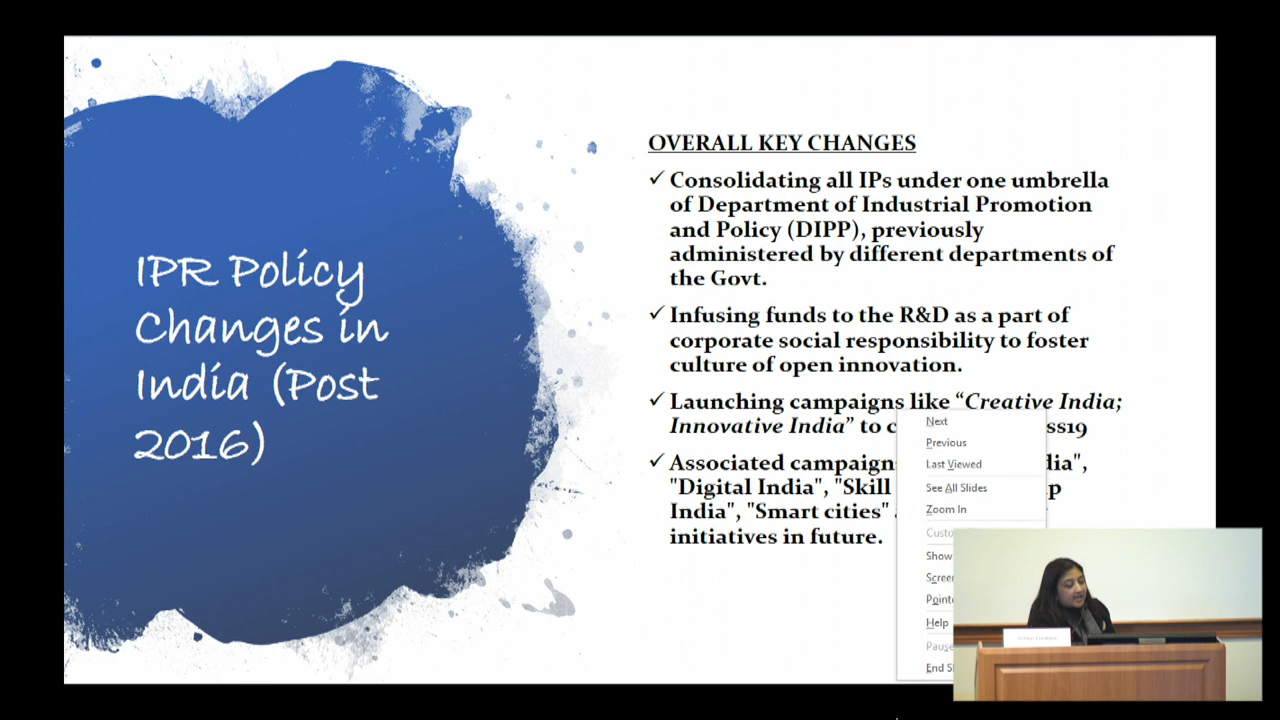 IPR Policy
Changes in
India (Post
2016)
OVERALL KEY CHANGES
✓ Consolidating all IPs under one umbrella
of Department of Industrial Promotion
and Policy (DIPP), previously
administered by different departments of
the Govt.
✓ Infusing funds to the R&D as a part of
corporate social responsibility to foster
culture of open innovation.
✓ Launching campaigns like “Creative India;
Innovative India” to c ss19
✓ Associated campaign dia",
"Digital India", "Skill p
India", "Smart cities"
initiatives in future.
Next
Previous
Last Viewed
See All Slides
Zoom In
Custo
Show
Scree
Pointe
Help
Paus
End S